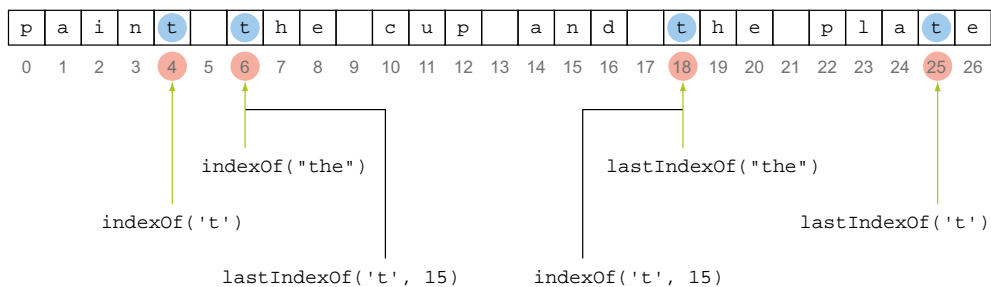 p a i n t t h e c u p a n d t h e p l a t e
0 1 2 3 4 5 6 7 8 9 10 11 12 13 14 15 16 17 18 19 20 21 22 23 24 25 26
indexOf("the") lastIndexOf("the")
indexOf('t') lastIndexOf('t')
lastIndexOf('t', 15) indexOf('t', 15)